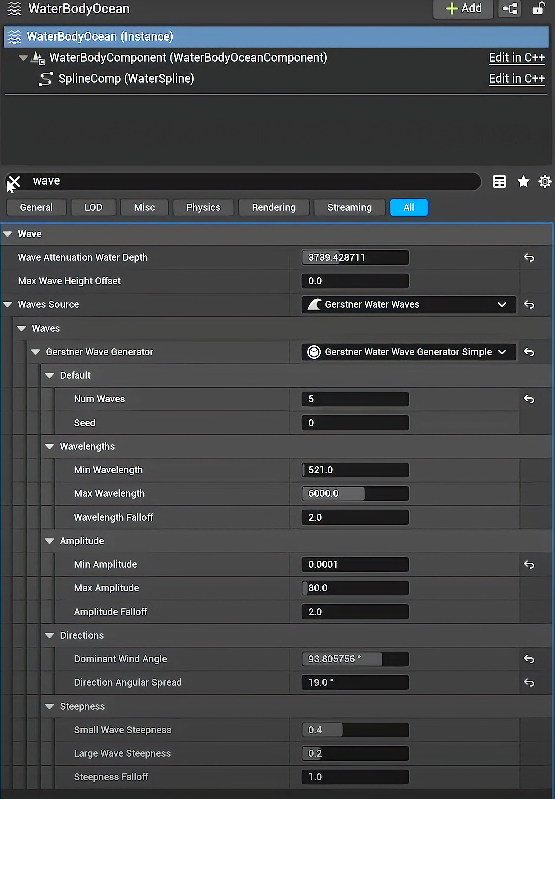 WaterBodyOcean
Add
WaterBodyOcean (Instance)
WaterBodyComponent (WaterBodyOceanComponent) Edit in C++
SplineComp (WaterSpline) Edit in C++
wave
General LOD Misc Physics Rendering Streaming All
Wave
Wave Attenuation Water Depth 3739.428711
Max Wave Height Offset 0.0
Waves Source Gerstner Water Waves
Waves
Gerstner Wave Generator Gerstner Water Wave Generator Simple
Default
Num Waves 5
Seed 0
Wavelengths
Min Wavelength 521.0
Max Wavelength 6000.0
Wavelength Falloff 2.0
Amplitude
Min Amplitude 0.0001
Max Amplitude 80.0
Amplitude Falloff 2.0
Directions
Dominant Wind Angle 93.805756 °
Direction Angular Spread 19.0 °
Steepness
Small Wave Steepness 0.4
Large Wave Steepness 0.2
Steepness Falloff 1.0